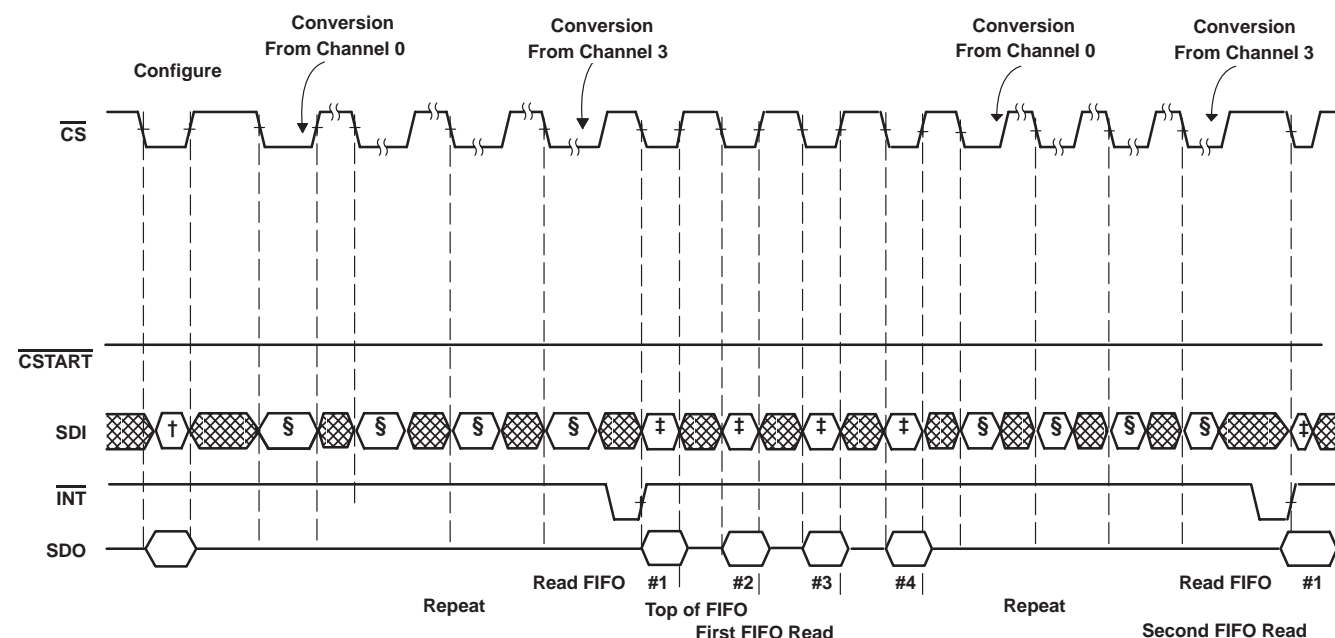 Conversion
From Channel 0
Conversion
From Channel 3
Conversion
From Channel 0
Conversion
From Channel 3
Configure
CS
CSTART
SDI
† § § § § ‡ ‡ ‡ ‡ § § § § ‡
INT
SDO
Read FIFO #1 #2 #3 #4 Read FIFO #1
Repeat Top of FIFO Repeat
First FIFO Read Second FIFO Read